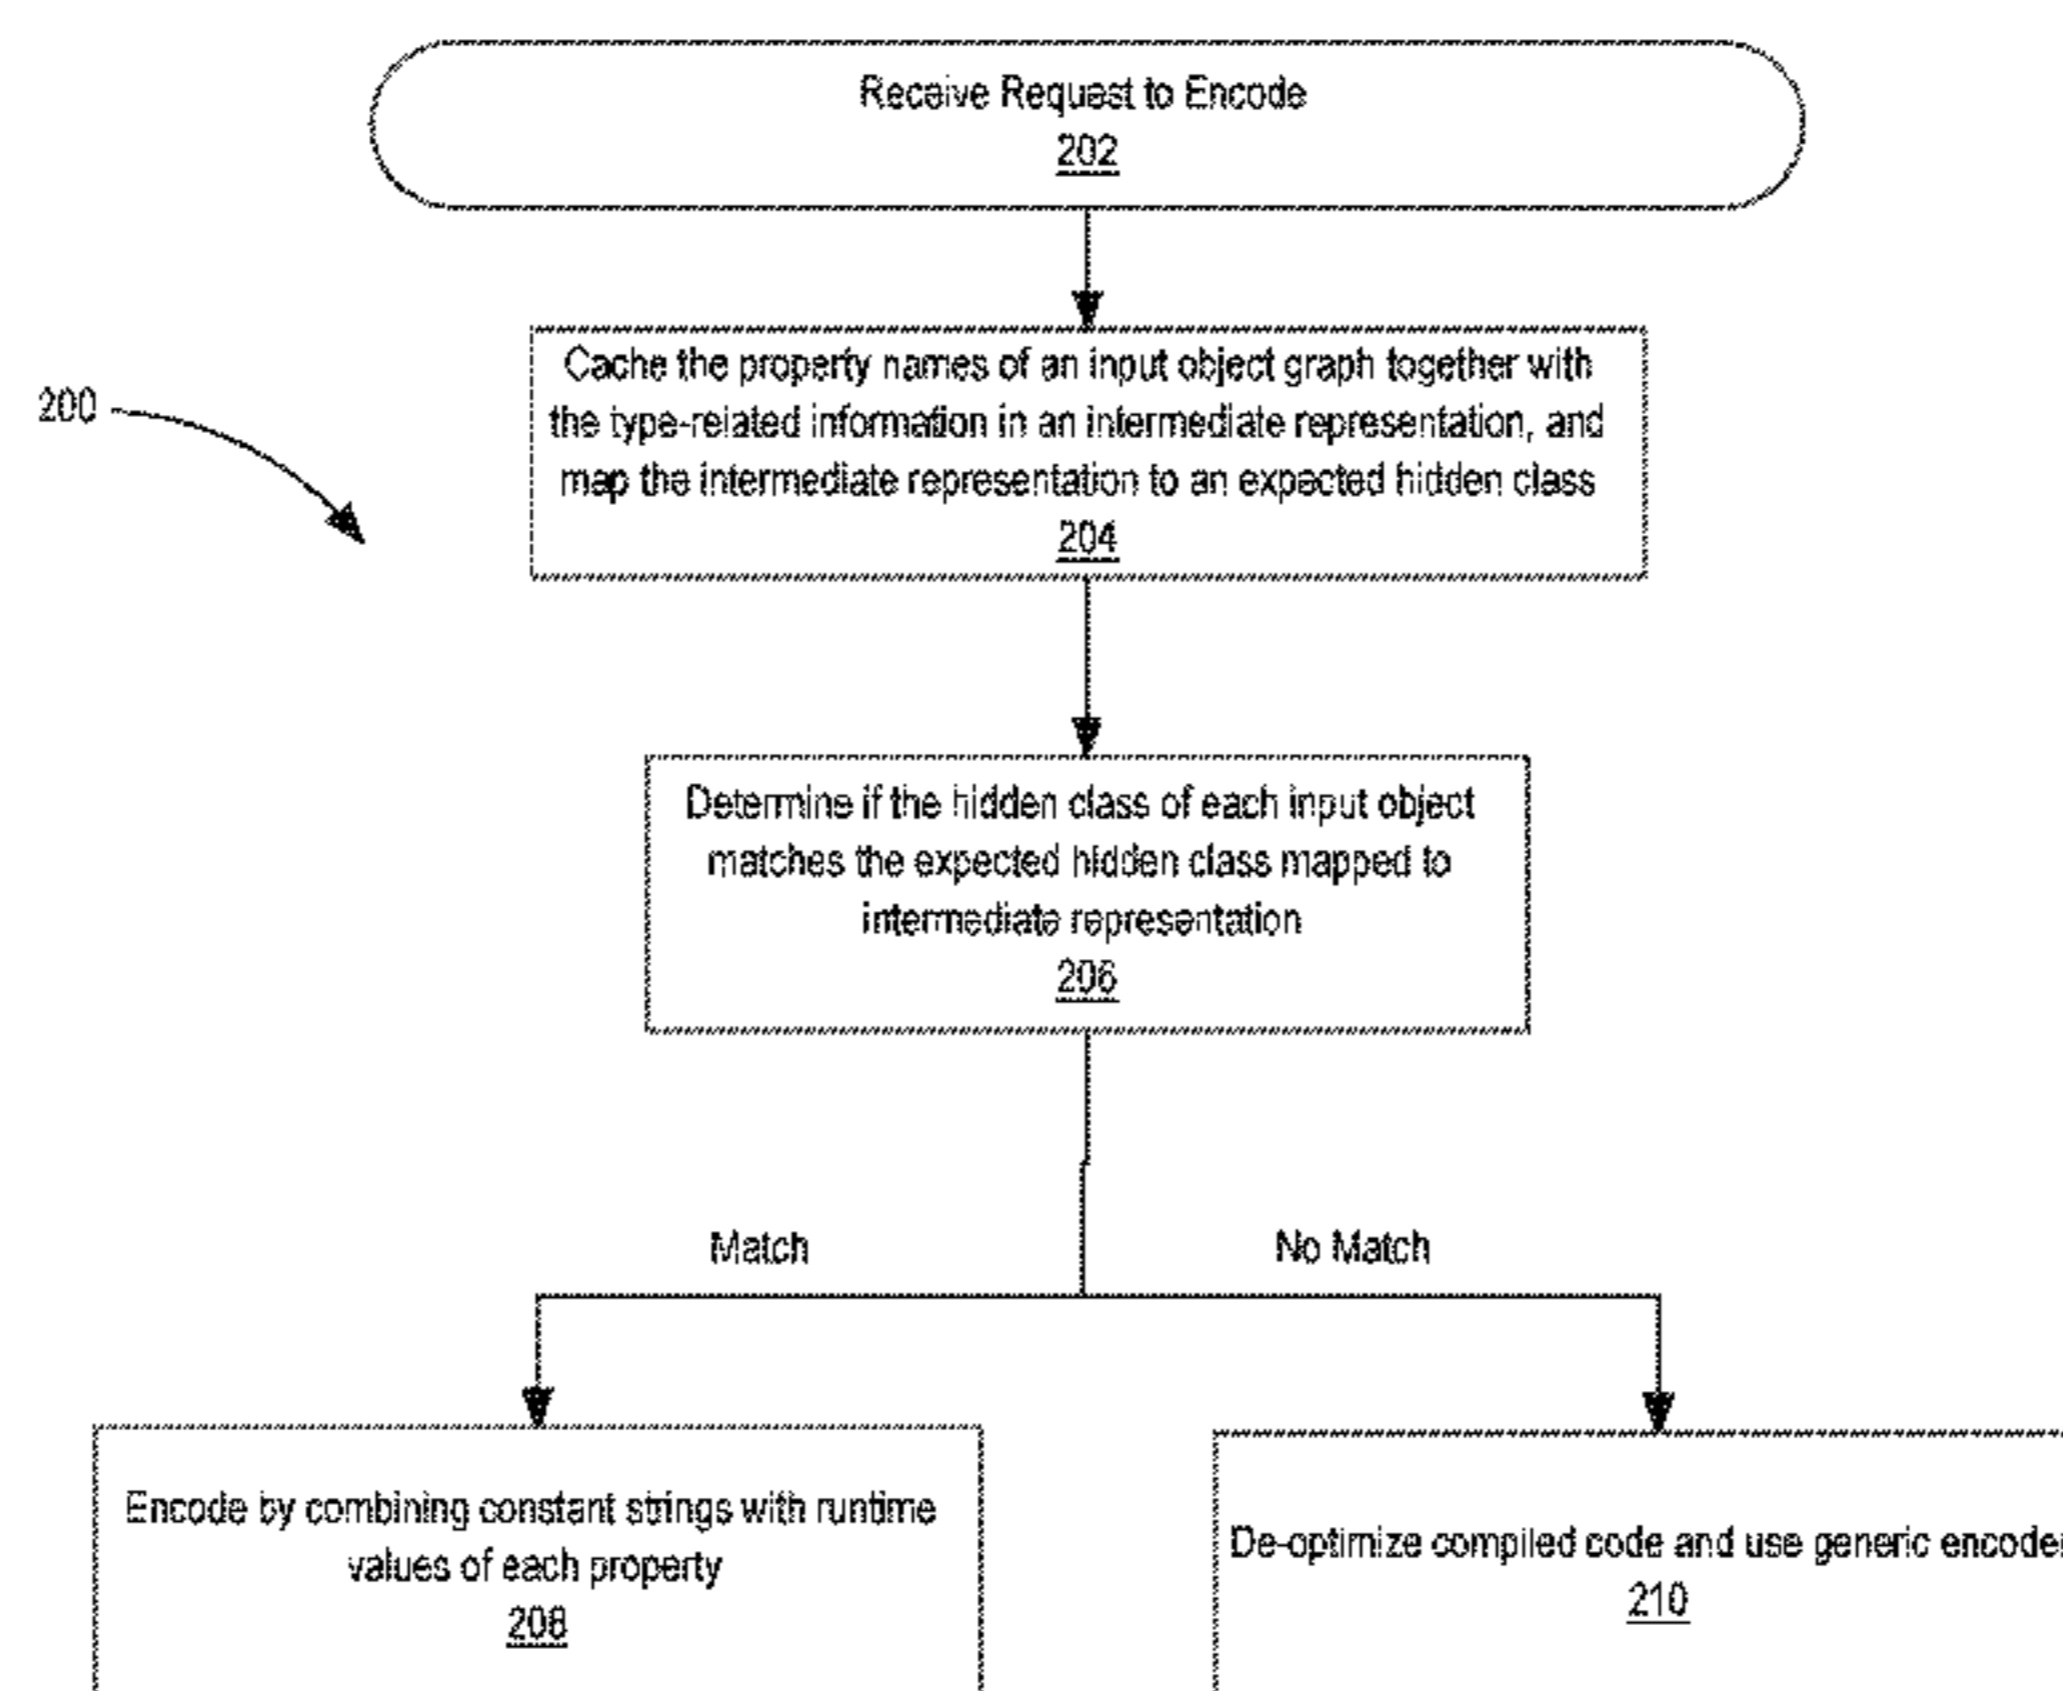 Receive Request to Encode
202
200
Cache the property names of an input object graph together with
the type-related information in an intermediate representation, and
map the intermediate representation to an expected hidden class
204
Determine if the hidden class of each input object
matches the expected hidden class mapped to
intermediate representation
206
Match
No Match
Encode by combining constant strings with runtime
values of each property
208
De-optimize compiled code and use generic encoder
210